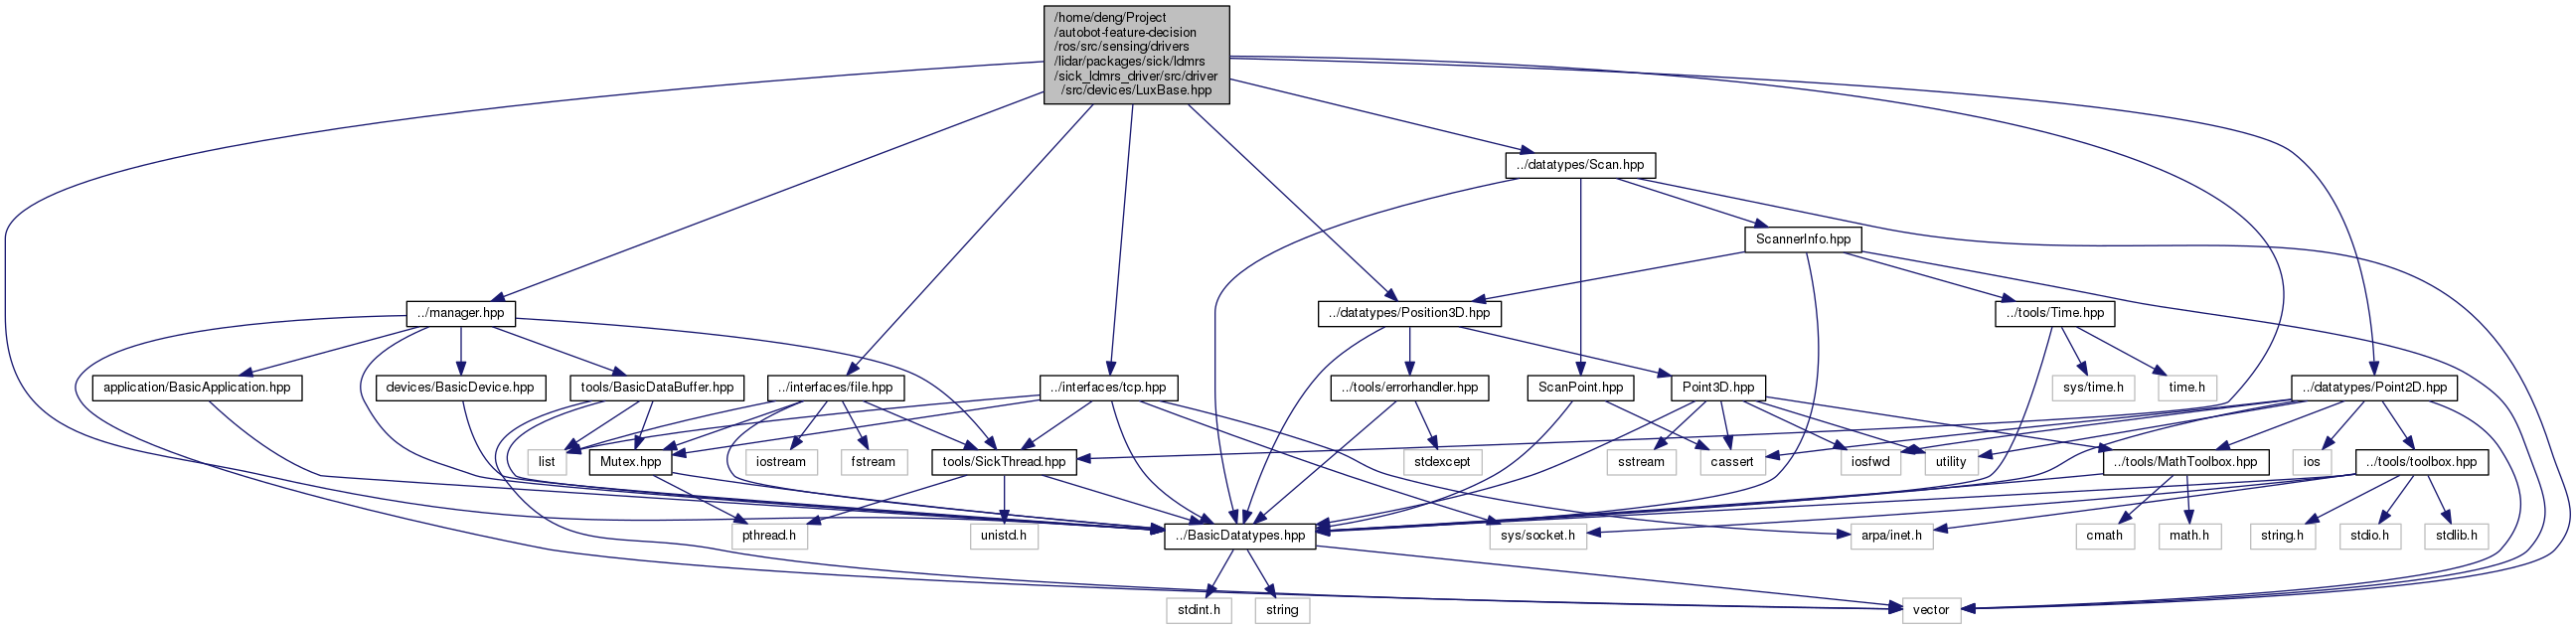 /home/deng/Project
/autobot-feature-decision
/ros/src/sensing/drivers
/lidar/packages/sick/ldmrs
/sick_ldmrs_driver/src/driver
/src/devices/LuxBase.hpp
../datatypes/Scan.hpp
ScannerInfo.hpp
../manager.hpp
../datatypes/Position3D.hpp
../tools/Time.hpp
application/BasicApplication.hpp
devices/BasicDevice.hpp
tools/BasicDataBuffer.hpp
../interfaces/file.hpp
../interfaces/tcp.hpp
../tools/errorhandler.hpp
ScanPoint.hpp
Point3D.hpp
sys/time.h
time.h
../datatypes/Point2D.hpp
list
Mutex.hpp
iostream
fstream
tools/SickThread.hpp
stdexcept
sstream
cassert
iosfwd
utility
../tools/MathToolbox.hpp
ios
../tools/toolbox.hpp
pthread.h
unistd.h
../BasicDatatypes.hpp
sys/socket.h
arpa/inet.h
cmath
math.h
string.h
stdio.h
stdlib.h
stdint.h
string
vector